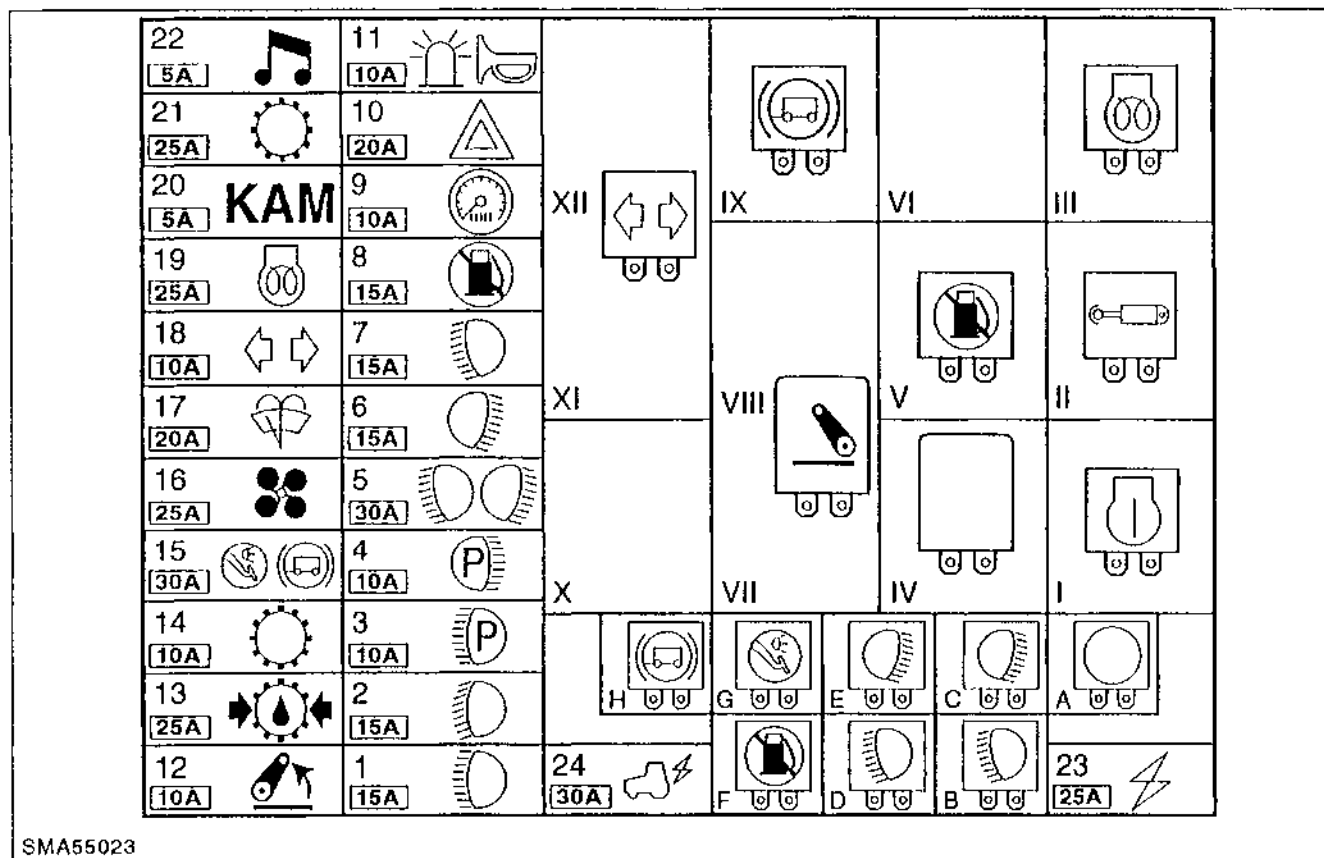 22
5A
11
10A
21
25A
10
20A
20
5A
KAM
9
10A
19
25A
8
15A
18
10A
7
15A
17
20A
6
15A
16
25A
5
30A
15
30A
4
10A
P
14
10A
3
10A
P
13
25A
2
15A
12
10A
1
15A
XII
IX
VI
III
XI
VIII
V
II
X
VII
IV
I
H
G
E
C
A
24
30A
F
D
B
23
25A
SMA55023